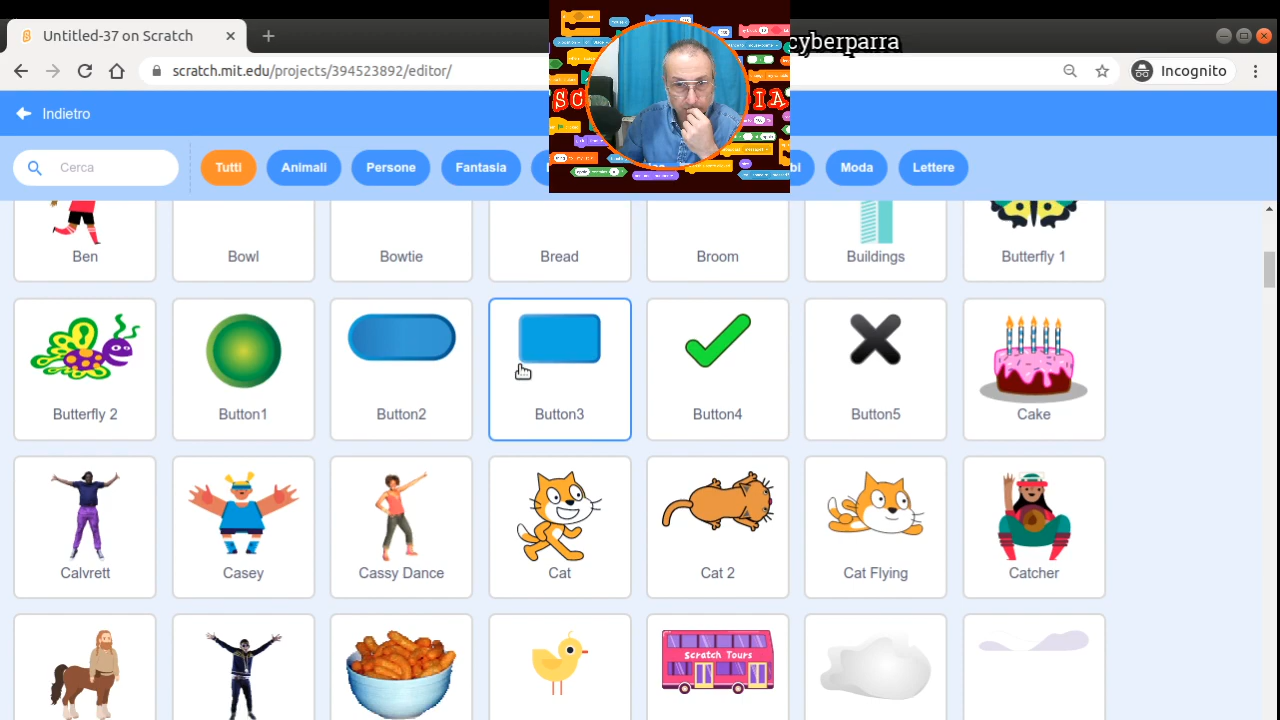 Untitled-37 on Scratch
cyberparra
scratch.mit.edu/projects/394523892/editor/
Incognito
Indietro
Cerca
Tutti
Animali
Persone
Fantasia
Moda
Lettere
Ben
Bowl
Bowtie
Bread
Broom
Buildings
Butterfly 1
Butterfly 2
Button1
Button2
Button3
Button4
Button5
Cake
Calvrett
Casey
Cassy Dance
Cat
Cat 2
Cat Flying
Catcher
Scratch Tours